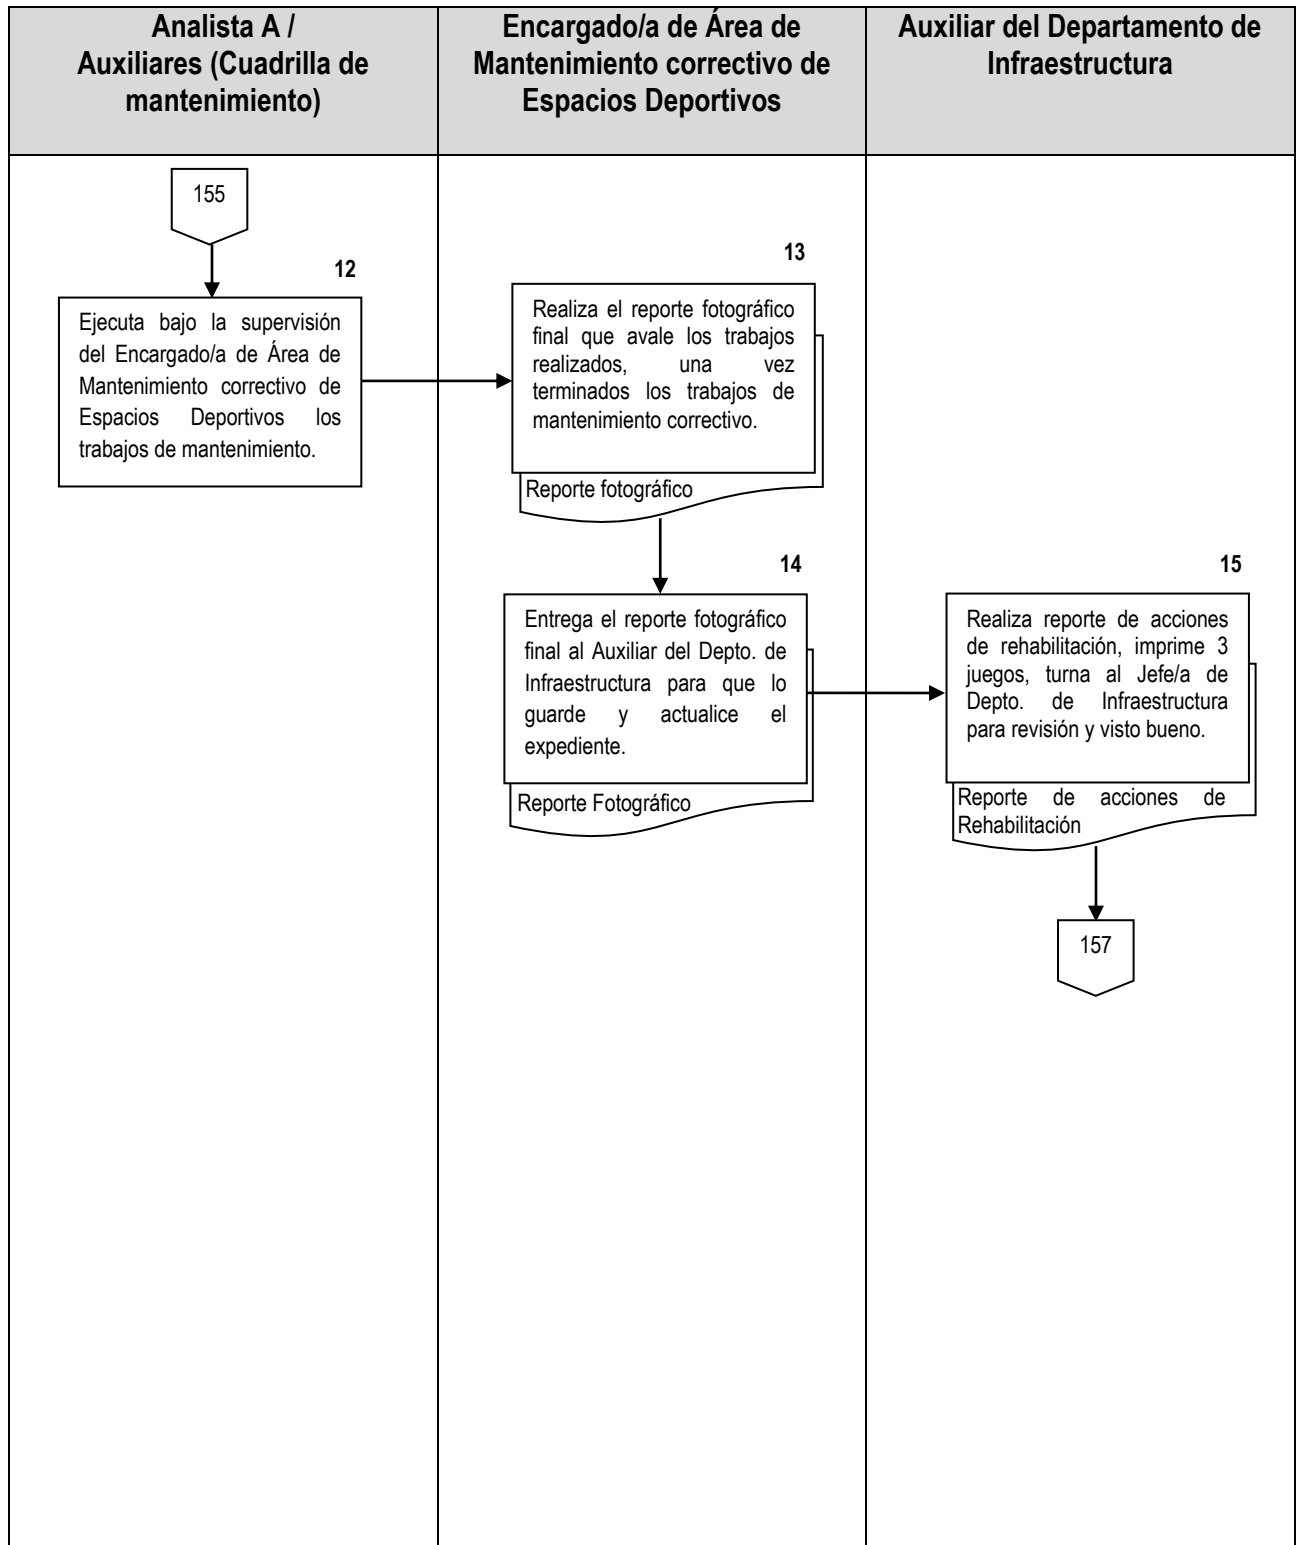 Analista A /
Auxiliares (Cuadrilla de
mantenimiento)
Encargado/a de Área de
Mantenimiento correctivo de
Espacios Deportivos
Auxiliar del Departamento de
Infraestructura
155
12
Ejecuta bajo la supervisión
del Encargado/a de Área de
Mantenimiento correctivo de
Espacios Deportivos los
trabajos de mantenimiento.
13
Realiza el reporte fotográfico
final que avale los trabajos
realizados, una vez
terminados los trabajos de
mantenimiento correctivo.
Reporte fotográfico
14
Entrega el reporte fotográfico
final al Auxiliar del Depto. de
Infraestructura para que lo
guarde y actualice el
expediente.
Reporte Fotográfico
15
Realiza reporte de acciones
de rehabilitación, imprime 3
juegos, turna al Jefe/a de
Depto. de Infraestructura
para revisión y visto bueno.
Reporte de acciones de
Rehabilitación
157